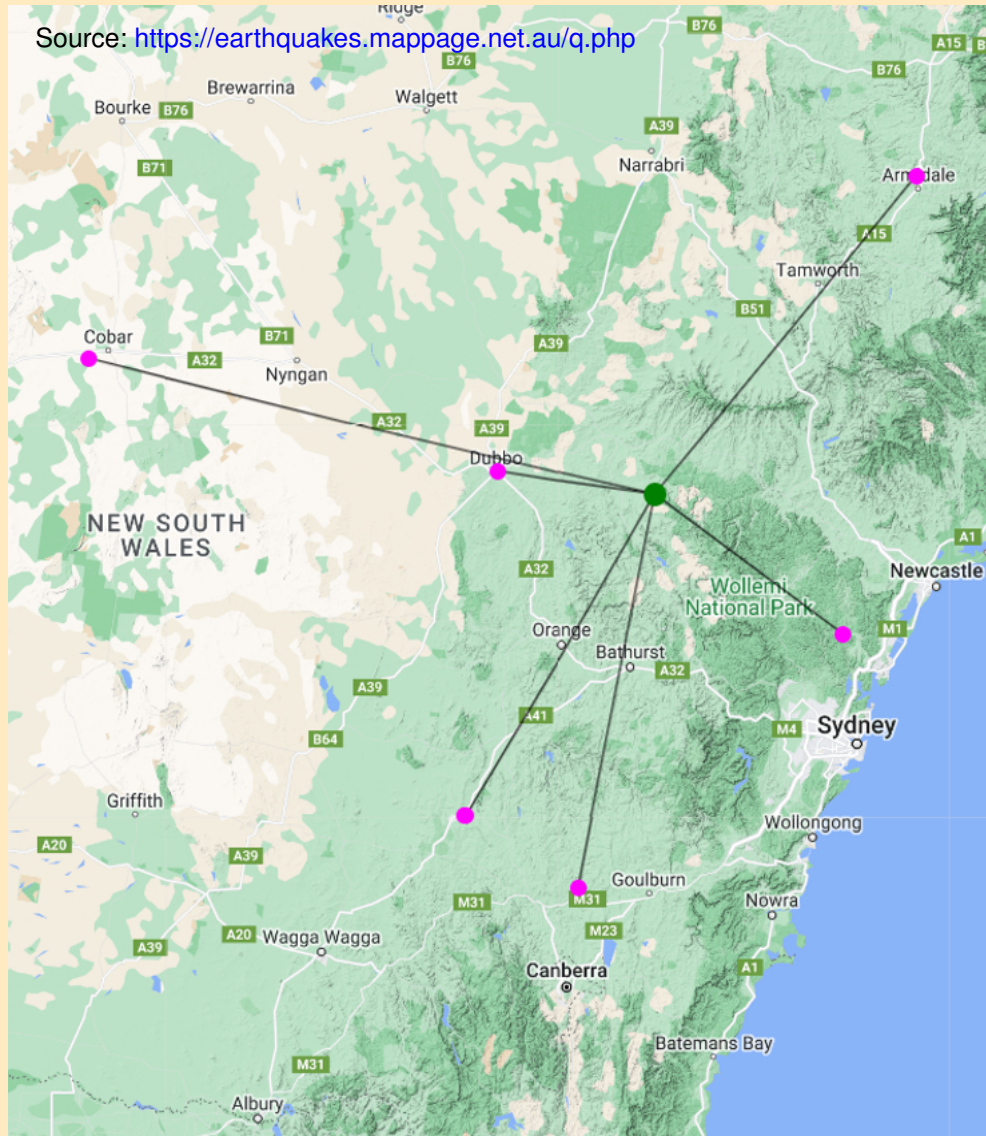 Ridge
Source: https://earthquakes.mappage.net.au/q.php
B76
A15
B76
B76
Brewarrina
Walgett
Bourke
B76
A39
Narrabri
B71
Armidale
A15
Tamworth
B51
Cobar
B71
A32
A39
Nyngan
A32
A39
Dubbo
NEW SOUTH
WALES
A1
A32
Newcastle
Wollemi
National Park
Orange
M1
Bathurst
A32
A39
A41
Sydney
M4
B64
Griffith
Wollongong
A20
A39
Goulburn
M31
M31
Nowra
A20
Wagga Wagga
M23
A39
Canberra
A1
Batemans Bay
M31
Albury